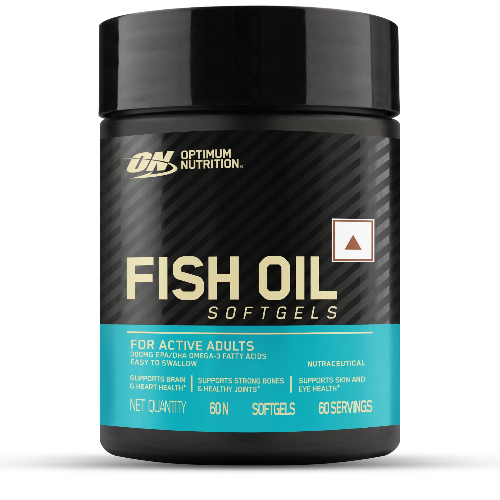 ON OPTIMUM
NUTRITION®
FISH OIL
SOFTGELS
FOR ACTIVE ADULTS
300MG EPA/DHA OMEGA-3 FATTY ACIDS
EASY TO SWALLOW
NUTRACEUTICAL
SUPPORTS BRAIN
& HEART HEALTH⁺
SUPPORTS STRONG BONES
& HEALTHY JOINTS⁺
SUPPORTS SKIN AND
EYE HEALTH⁺
NET QUANTITY 60 N SOFTGELS 60 SERVINGS